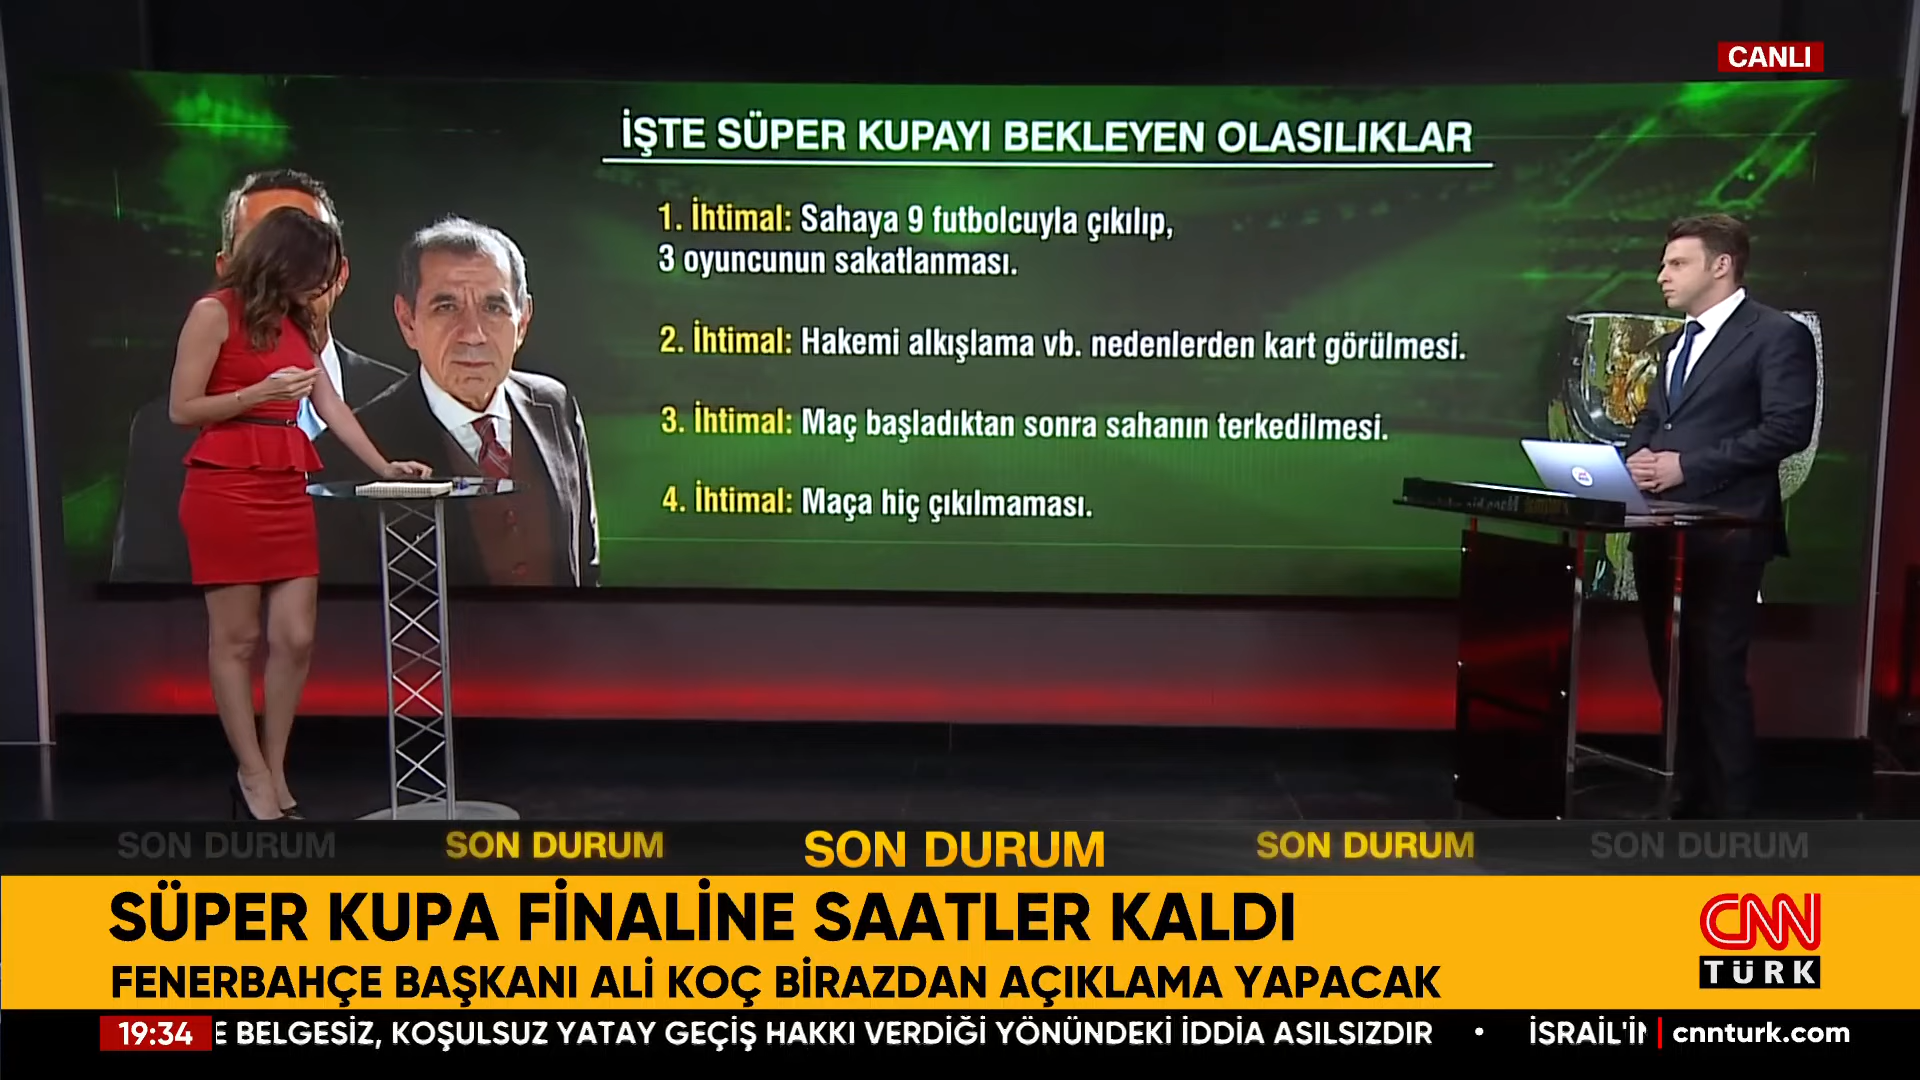 CANLI
İŞTE SÜPER KUPAYI BEKLEYEN OLASILIKLAR
1. İhtimal: Sahaya 9 futbolcuyla çıkılıp,
3 oyuncunun sakatlanması.
2. İhtimal: Hakemi alkışlama vb. nedenlerden kart görülmesi.
3. İhtimal: Maç başladıktan sonra sahanın terkedilmesi.
4. İhtimal: Maça hiç çıkılmaması.
SON DURUM SON DURUM SON DURUM SON DURUM SON DURUM
SÜPER KUPA FİNALİNE SAATLER KALDI
FENERBAHÇE BAŞKANI ALİ KOÇ BİRAZDAN AÇIKLAMA YAPACAK
CNN
TÜRK
19:34 E BELGESİZ, KOŞULSUZ YATAY GEÇİŞ HAKKI VERDİĞİ YÖNÜNDEKİ İDDİA ASILSIZDIR • İSRAİL'İN cnnturk.com